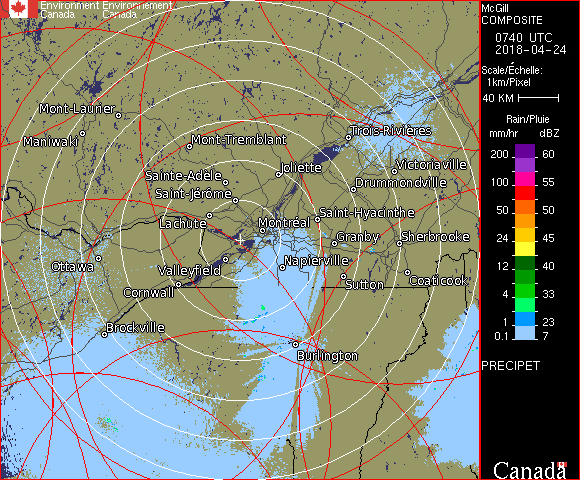 Environment Environnement
Canada Canada
McGill
COMPOSITE
0740 UTC
2018-04-24
Scale/Échelle:
1km/Pixel
40 KM
Rain/Pluie
mm/hr dBZ
200 60
100 55
50 50
24 45
12 40
4 33
1 23
0.1 7
PRECIPET
Canada
Mont-Laurier
Maniwaki
Mont-Tremblant
Trois-Rivières
Sainte-Adèle
Joliette
Victoriaville
Saint-Jérôme
Drummondville
Lachute
Montréal
Saint-Hyacinthe
Granby
Sherbrooke
Ottawa
Valleyfield
Napierville
Cornwall
Sutton
Coaticook
Brockville
Burlington